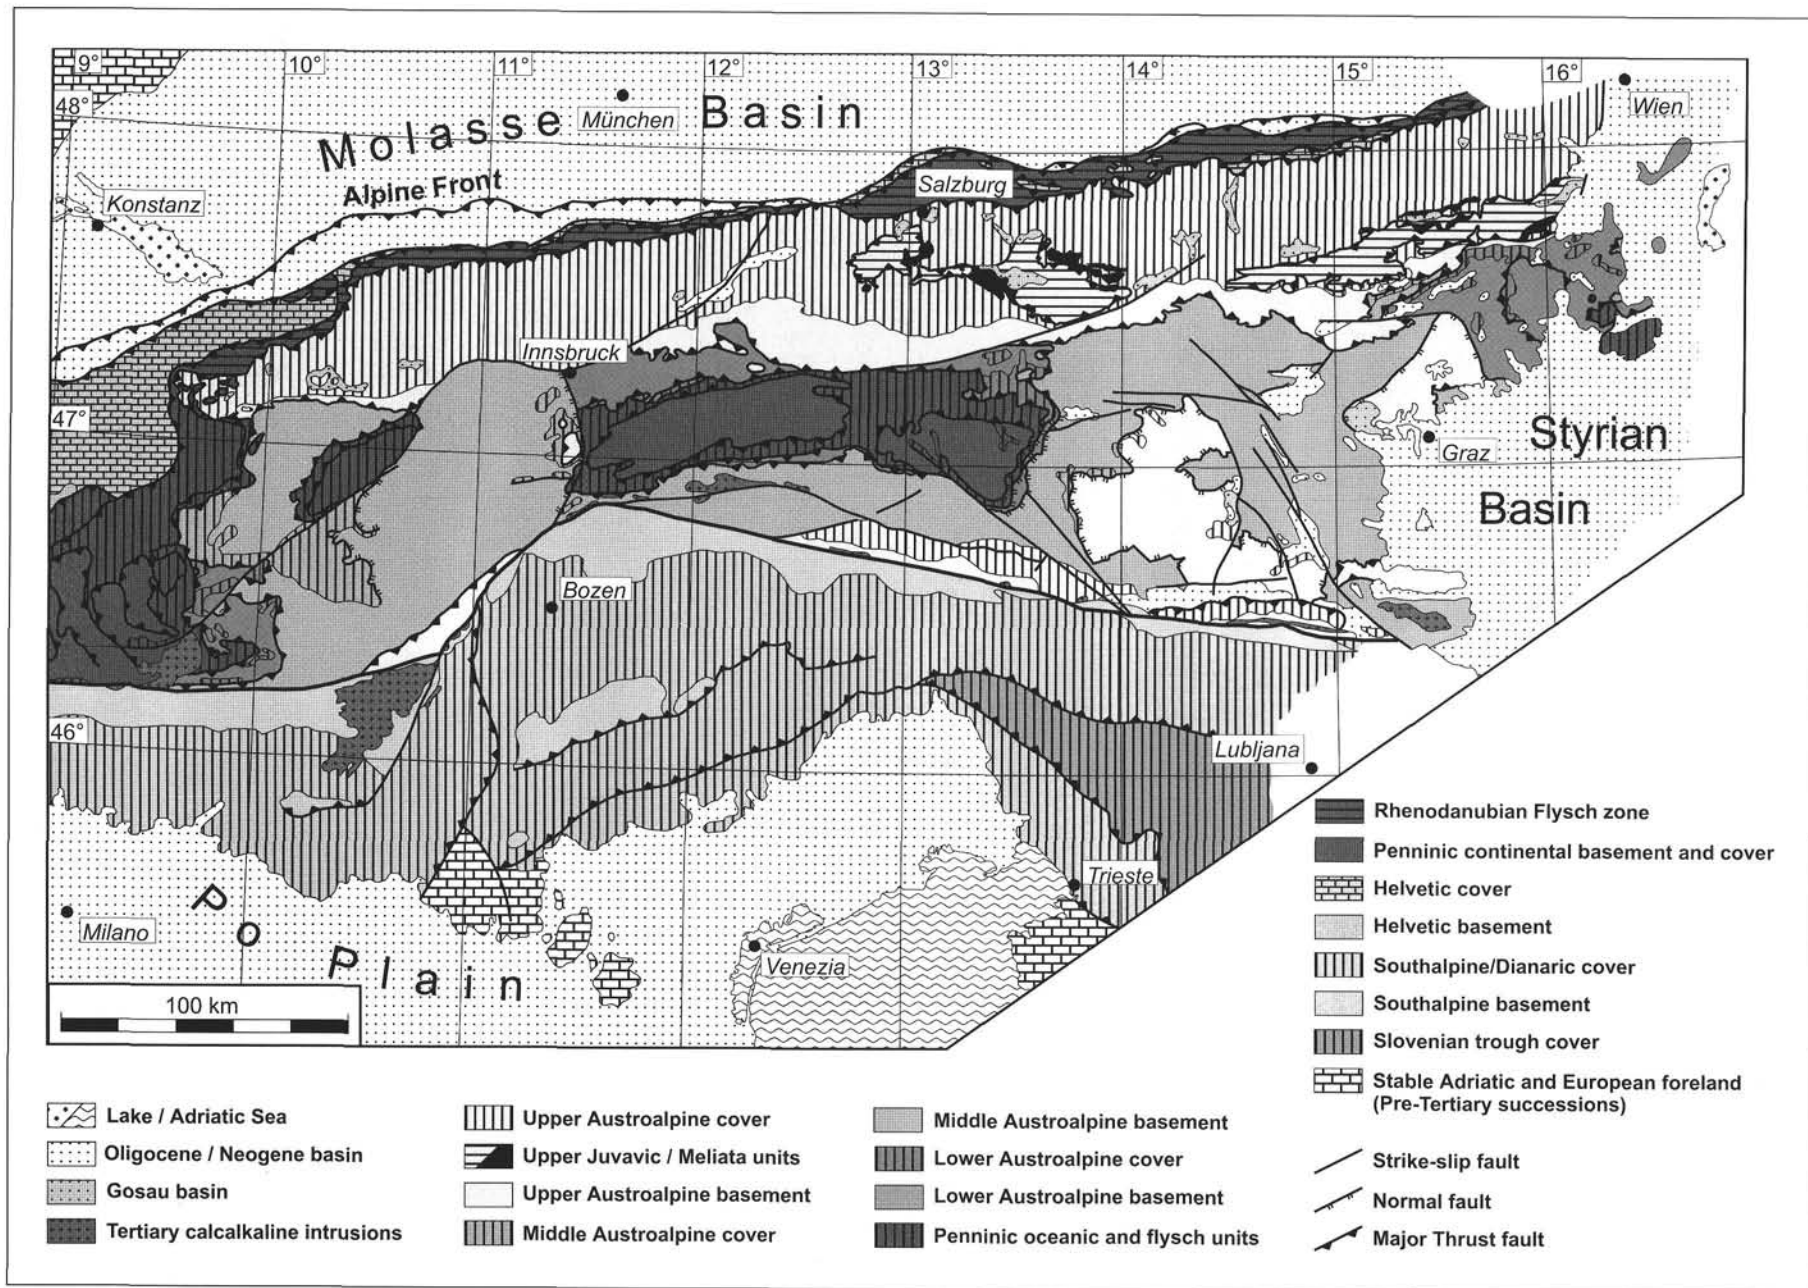 9°
10°
11°
12°
13°
14°
15°
16°
48°
Molasse Basin
München
Wien
Alpine Front
Salzburg
Konstanz
Innsbruck
47°
Styrian
Basin
Graz
Bozen
46°
Lubljana
Trieste
Milano
Po Plain
Venezia
100 km
Rhenodanubian Flysch zone
Penninic continental basement and cover
Helvetic cover
Helvetic basement
Southalpine/Dianaric cover
Southalpine basement
Slovenian trough cover
Stable Adriatic and European foreland
(Pre-Tertiary successions)
Strike-slip fault
Normal fault
Major Thrust fault
Lake / Adriatic Sea
Oligocene / Neogene basin
Gosau basin
Tertiary calcalkaline intrusions
Upper Austroalpine cover
Upper Juvavic / Meliata units
Upper Austroalpine basement
Middle Austroalpine cover
Middle Austroalpine basement
Lower Austroalpine cover
Lower Austroalpine basement
Penninic oceanic and flysch units